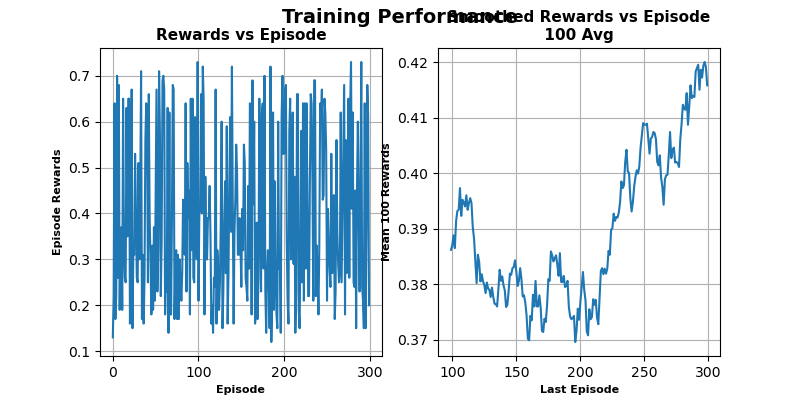 Training Performance
Rewards vs Episode
Smoothed Rewards vs Episode
100 Avg
Episode Rewards
0.7
0.6
0.5
0.4
0.3
0.2
0.1
0
100
200
300
Episode
Mean 100 Rewards
0.42
0.41
0.40
0.39
0.38
0.37
100
150
200
250
300
Last Episode